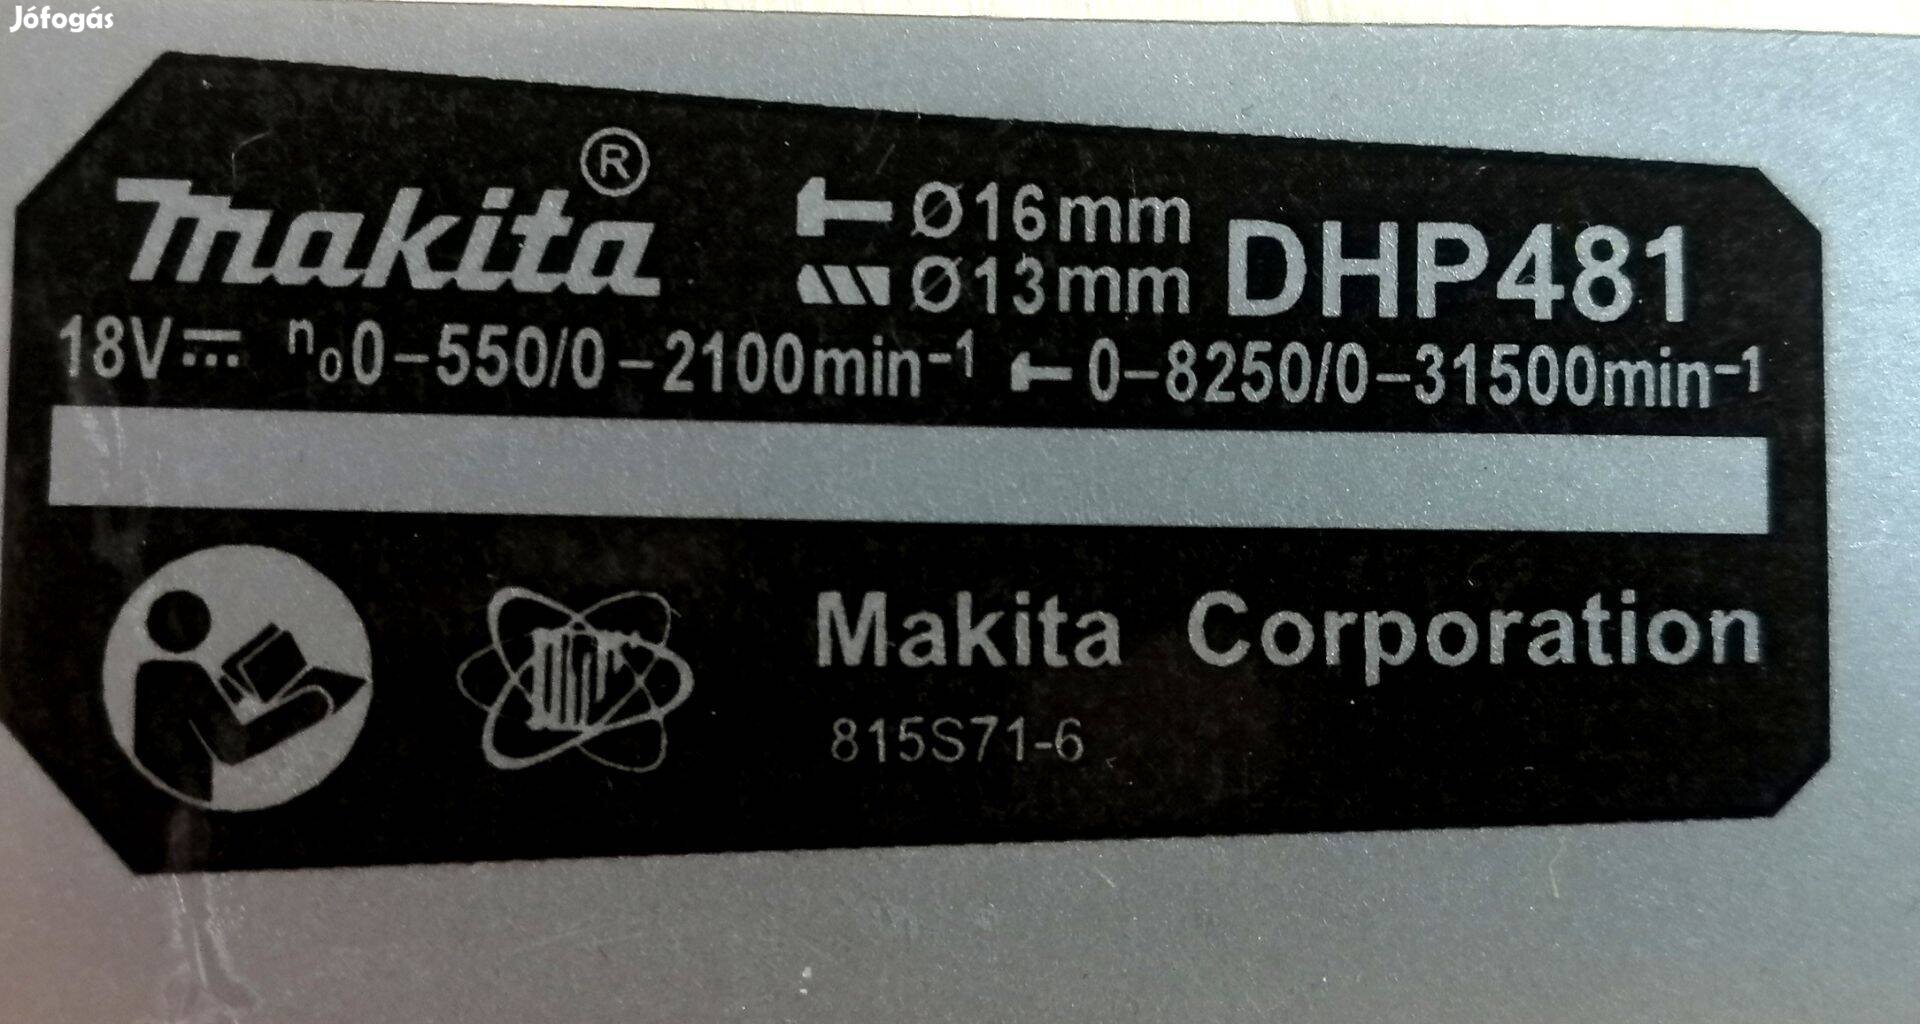 Jófogás
makita®
Ø16mm
Ø13mm
DHP481
18V⎓ n₀0-550/0-2100min⁻¹ 0-8250/0-31500min⁻¹
Makita Corporation
815S71-6